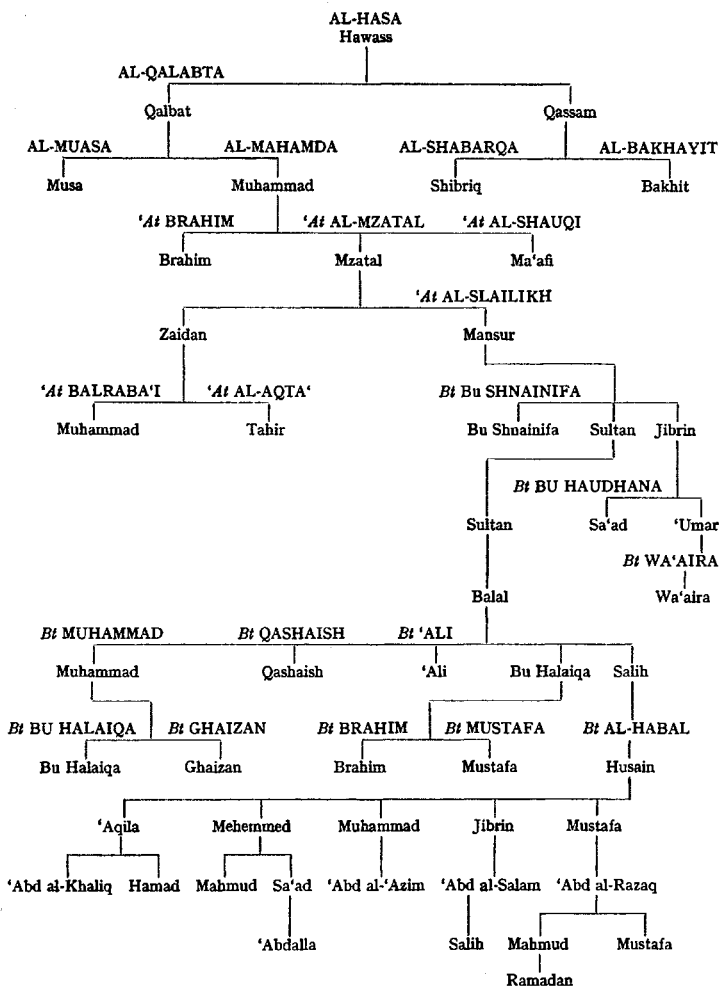 AL-HASA
Hawass
AL-QALABTA
Qalbat Qassam
AL-MUASA AL-MAHAMDA AL-SHABARQA AL-BAKHAYIT
Musa Muhammad Shibriq Bakhit
‘At BRAHIM ‘At AL-MZATAL ‘At AL-SHAUQI
Brahim Mzatal Ma‘afi
‘At AL-SLAILIKH
Zaidan Mansur
‘At BALRABA‘I ‘At AL-AQTA‘ Bt Bu SHNAINIFA
Muhammad Tahir Bu Shnainifa Sultan Jibrin
Bt BU HAUDHANA
Sultan Sa‘ad ‘Umar
Bt WA‘AIRA
Balal Wa‘aira
Bt MUHAMMAD Bt QASHAISH Bt ‘ALI
Muhammad Qashaish ‘Ali Bu Halaiqa Salih
Bt BU HALAIQA Bt GHAIZAN Bt BRAHIM Bt MUSTAFA Bt AL-HABAL
Bu Halaiqa Ghaizan Brahim Mustafa Husain
‘Aqila Mehemmed Muhammad Jibrin Mustafa
‘Abd al-Khaliq Hamad Mahmud Sa‘ad ‘Abd al-‘Azim ‘Abd al-Salam ‘Abd al-Razaq
‘Abdalla Salih Mahmud Mustafa
Ramadan